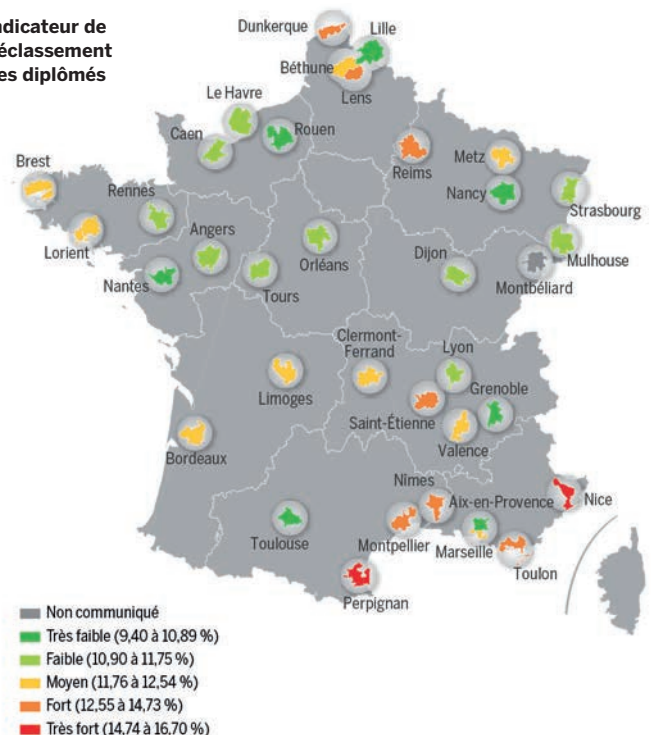 ndicateur de
éclassement
es diplômés
Dunkerque
Lille
Béthune
Lens
Le Havre
Caen
Rouen
Reims
Metz
Nancy
Strasbourg
Brest
Rennes
Lorient
Angers
Nantes
Tours
Orléans
Dijon
Mulhouse
Montbéliard
Limoges
Clermont-
Ferrand
Lyon
Grenoble
Saint-Étienne
Valence
Bordeaux
Toulouse
Nîmes
Aix-en-Provence
Nice
Montpellier
Marseille
Toulon
Perpignan
Non communiqué
Très faible (9,40 à 10,89 %)
Faible (10,90 à 11,75 %)
Moyen (11,76 à 12,54 %)
Fort (12,55 à 14,73 %)
Très fort (14,74 à 16,70 %)